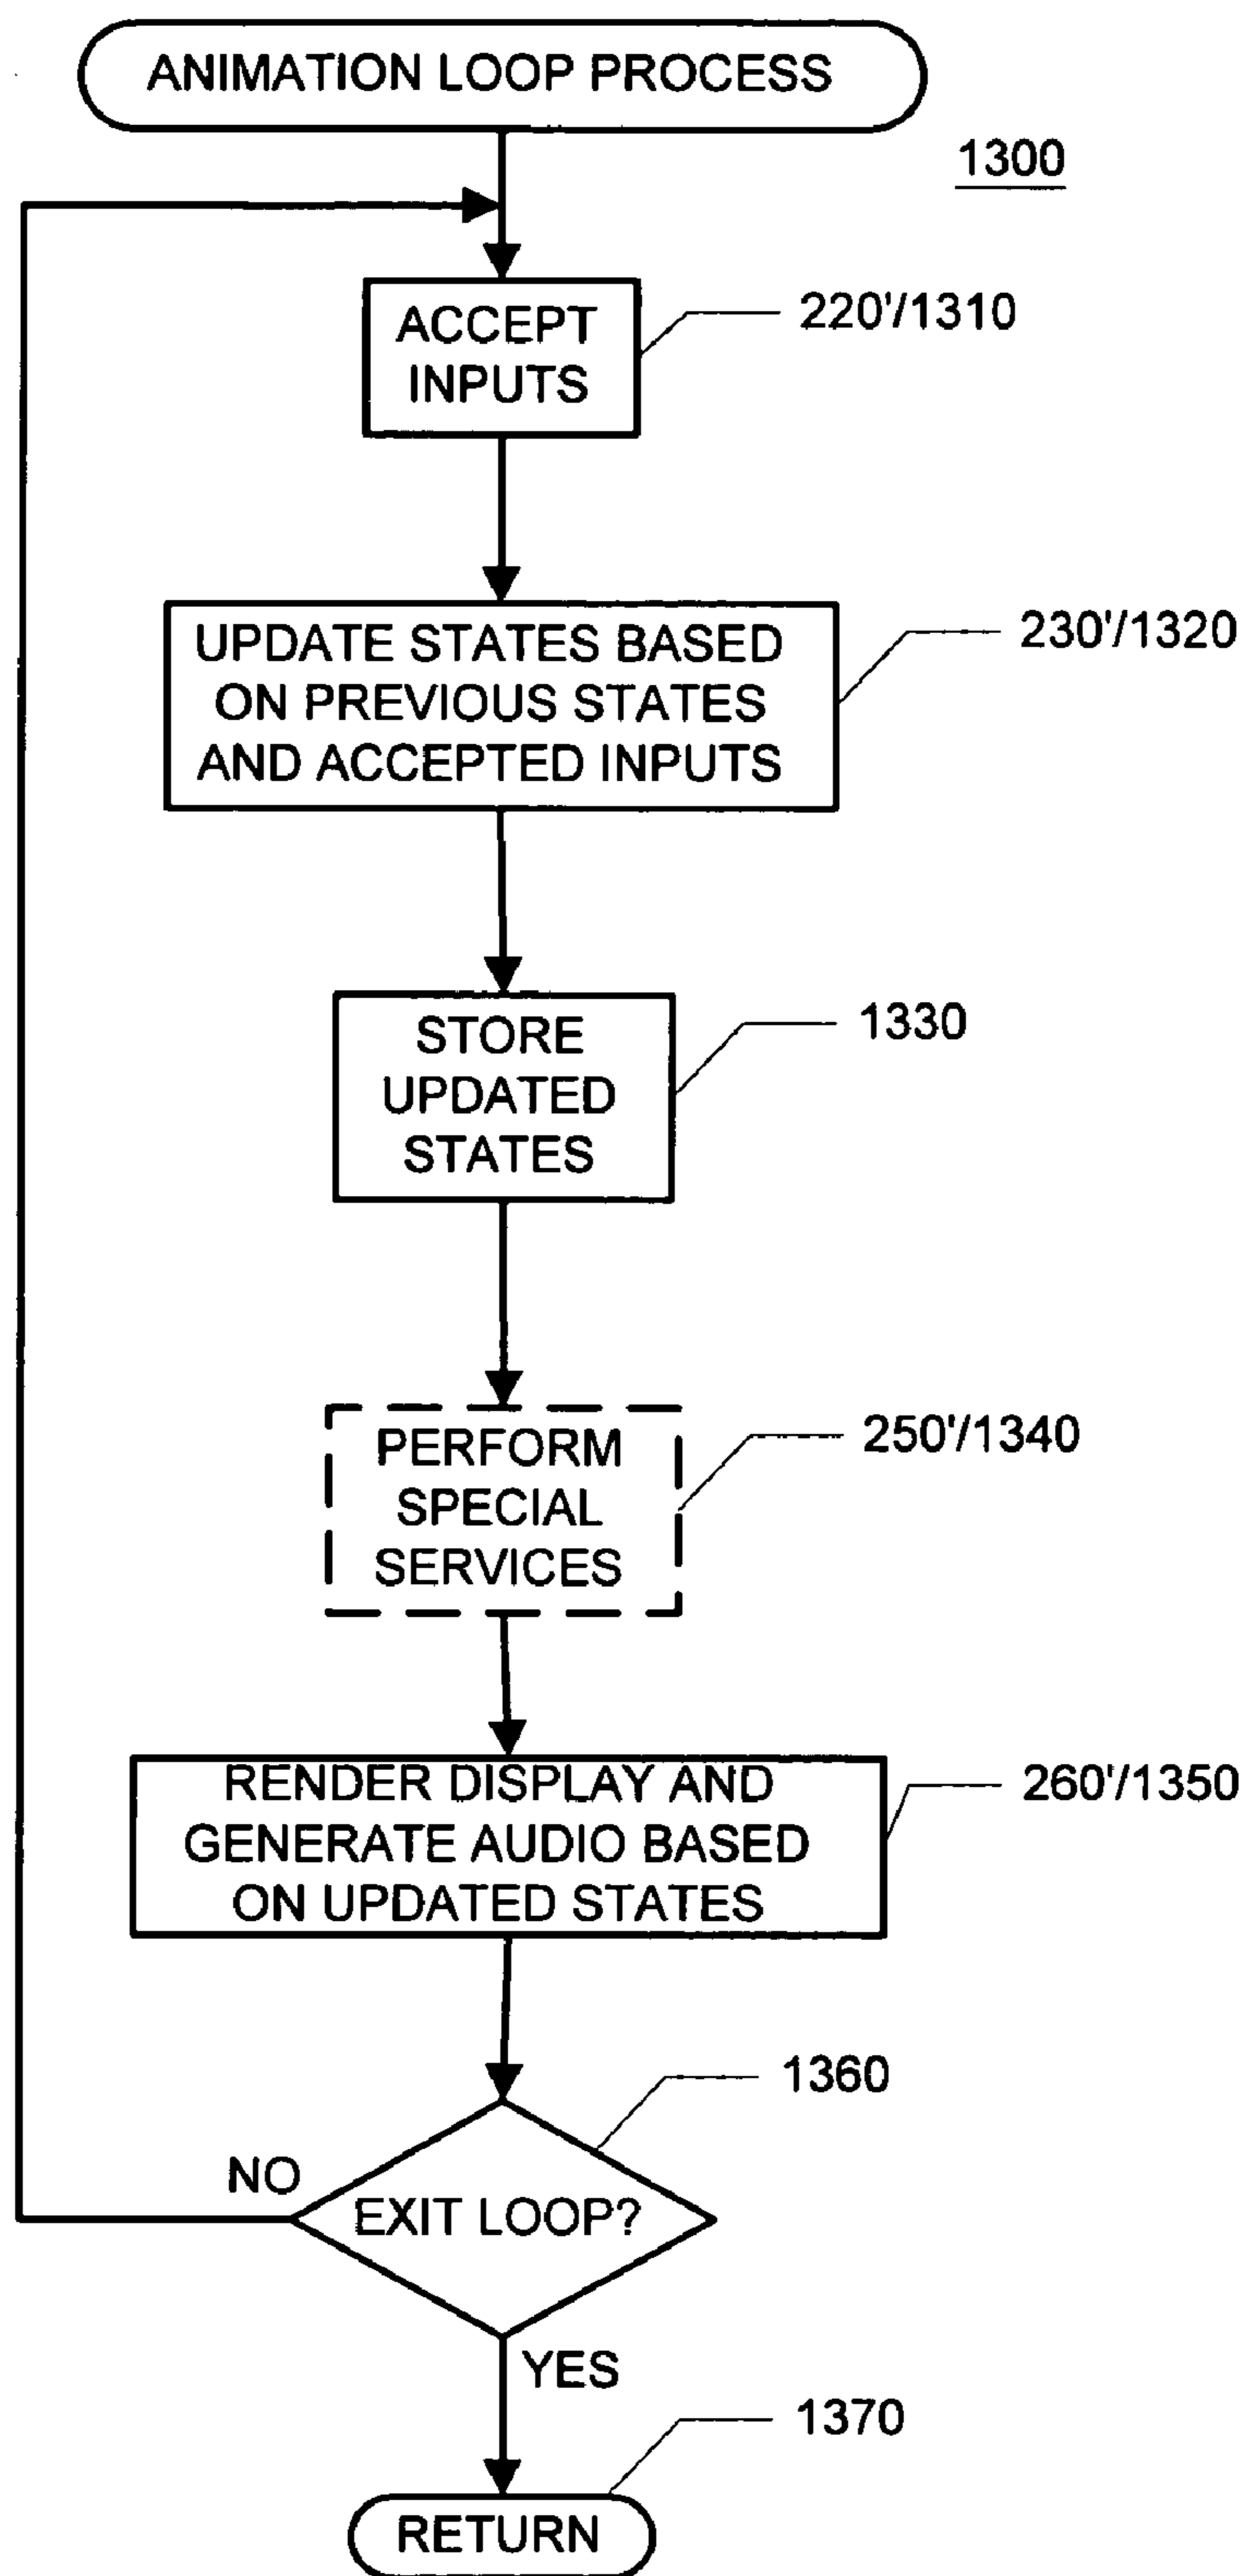 ANIMATION LOOP PROCESS
1300
ACCEPT
INPUTS
220'/1310
UPDATE STATES BASED
ON PREVIOUS STATES
AND ACCEPTED INPUTS
230'/1320
STORE
UPDATED
STATES
1330
PERFORM
SPECIAL
SERVICES
250'/1340
RENDER DISPLAY AND
GENERATE AUDIO BASED
ON UPDATED STATES
260'/1350
1360
NO
EXIT LOOP?
YES
1370
RETURN